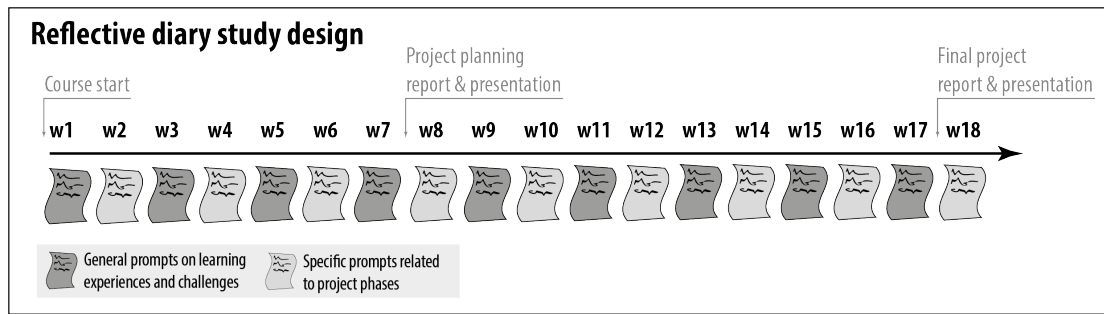 Reflective diary study design
Course start
Project planning
report & presentation
Final project
report & presentation
w1 w2 w3 w4 w5 w6 w7 w8 w9 w10 w11 w12 w13 w14 w15 w16 w17 w18
General prompts on learning
experiences and challenges
Specific prompts related
to project phases